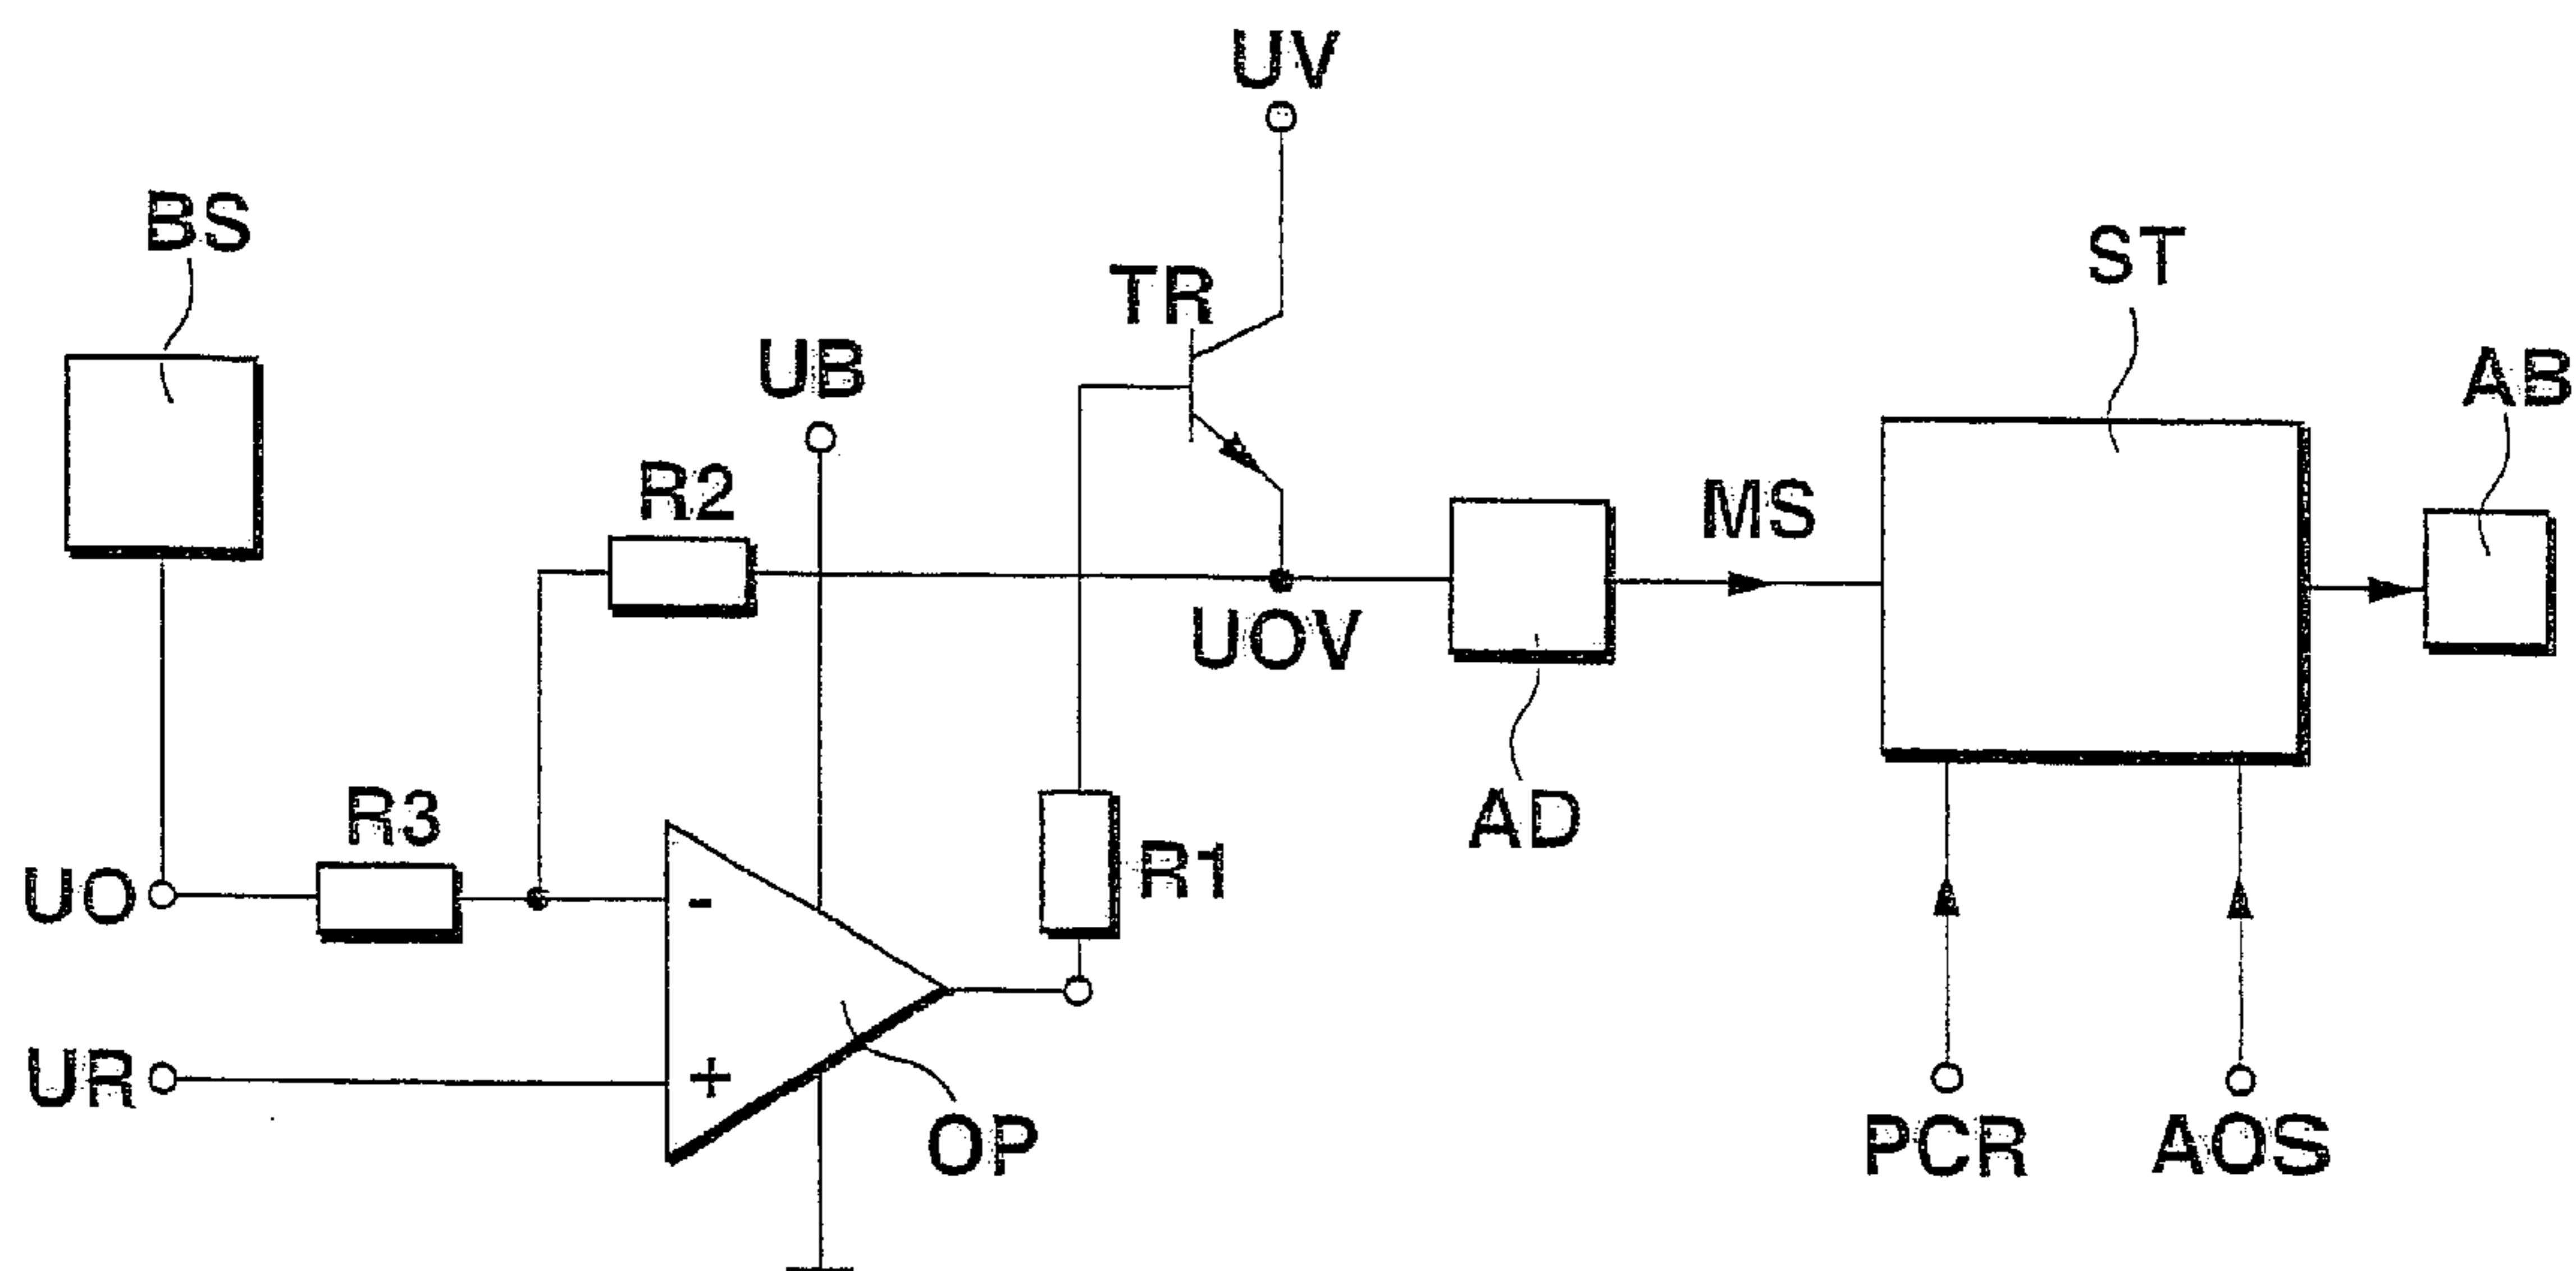 UV
BS
ST
TR
UB
AB
R2
MS
UOV
R3
AD
R1
UO
-
UR
+
OP
PCR
AOS